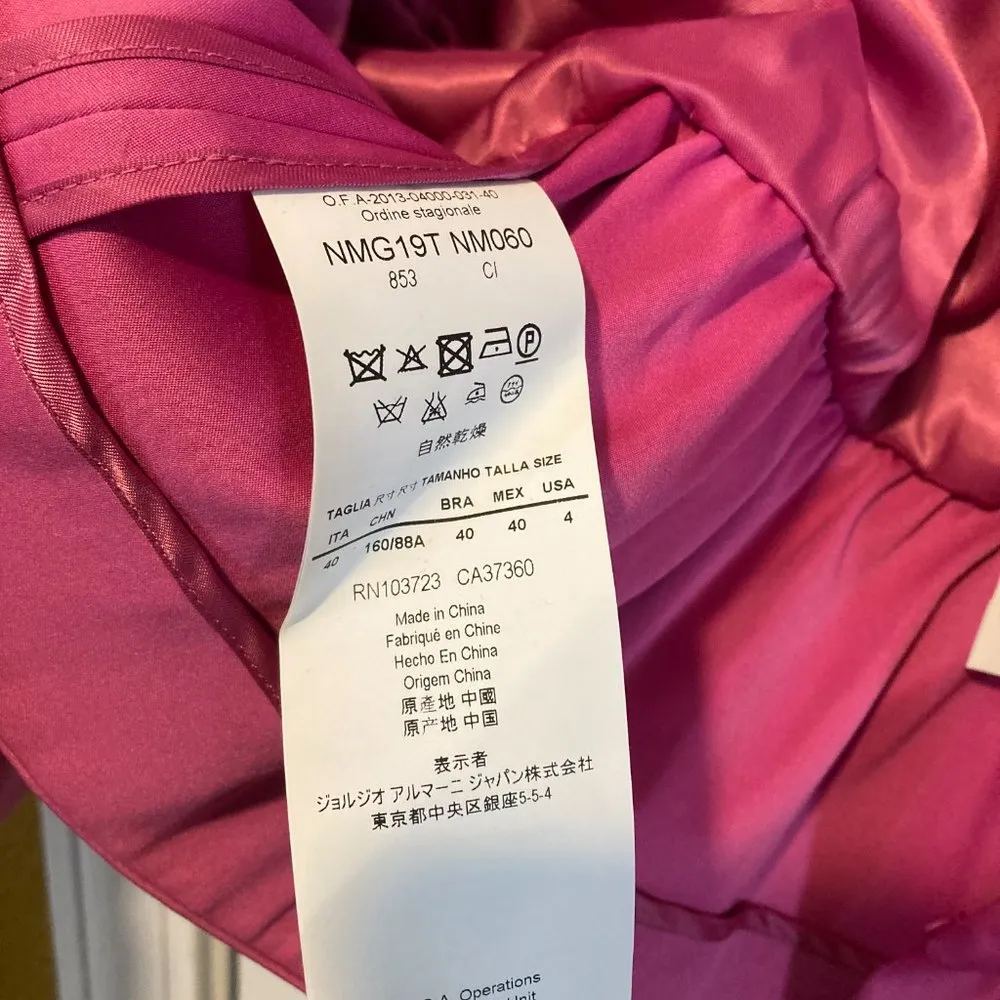 O.F.A-2013-04000-031-40
Ordine stagionale
NMG19T NM060
853 CI
P
自然乾燥
TAGLIA 尺寸 尺寸 TAMANHO TALLA SIZE
ITA CHN BRA MEX USA
40 160/88A 40 40 4
RN103723 CA37360
Made in China
Fabriqué en Chine
Hecho En China
Origem China
原產地 中國
原产地 中国
表示者
ジョルジオ アルマーニ ジャパン株式会社
東京都中央区銀座5-5-4
Operations